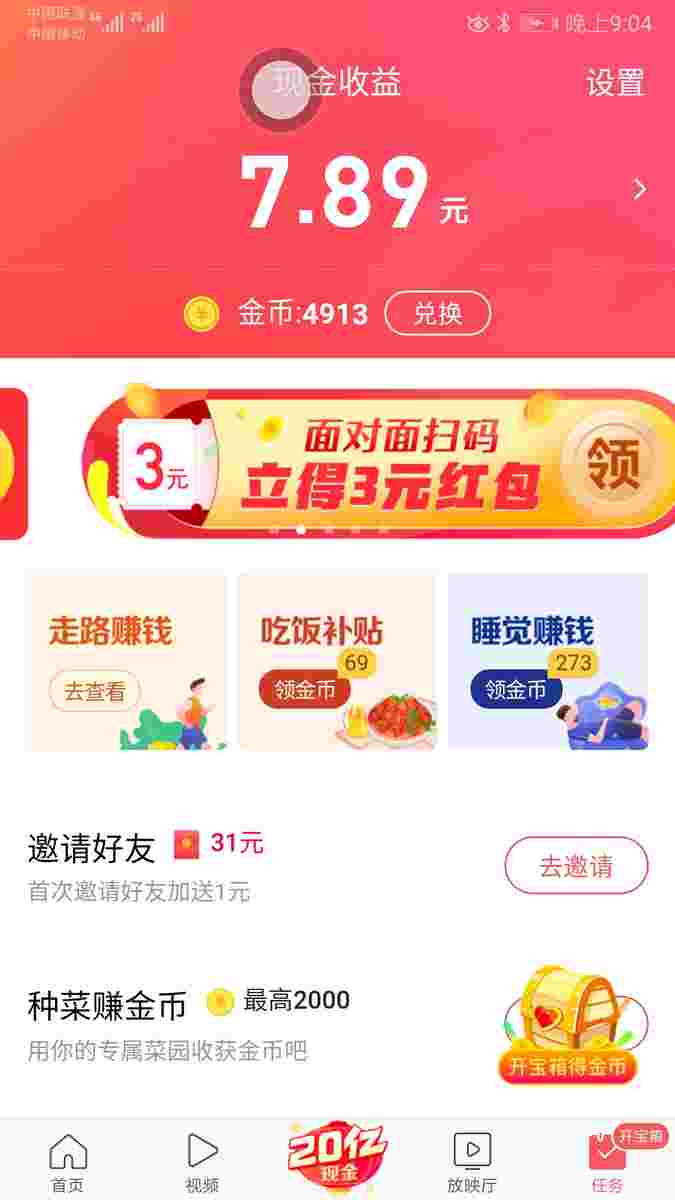 中国联通 4G 2G
中国移动
晚上9:04
现金收益
设置
7.89元
金币:4913
兑换
3元
面对面扫码
立得3元红包
领
走路赚钱
去查看
吃饭补贴
69
领金币
睡觉赚钱
273
领金币
邀请好友 31元
首次邀请好友加送1元
去邀请
种菜赚金币 最高2000
用你的专属菜园收获金币吧
开宝箱得金币
首页
视频
20亿
现金
放映厅
开宝箱
任务